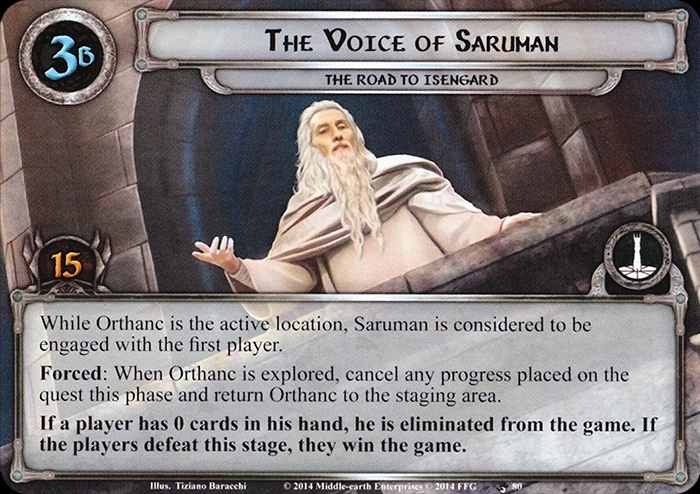 3B
THE VOICE OF SARUMAN
THE ROAD TO ISENGARD
15
While Orthanc is the active location, Saruman is considered to be
engaged with the first player.
Forced: When Orthanc is explored, cancel any progress placed on the
quest this phase and return Orthanc to the staging area.
If a player has 0 cards in his hand, he is eliminated from the game. If
the players defeat this stage, they win the game.
Illus. Tiziano Baracchi © 2014 Middle-earth Enterprises © 2014 FFG 80